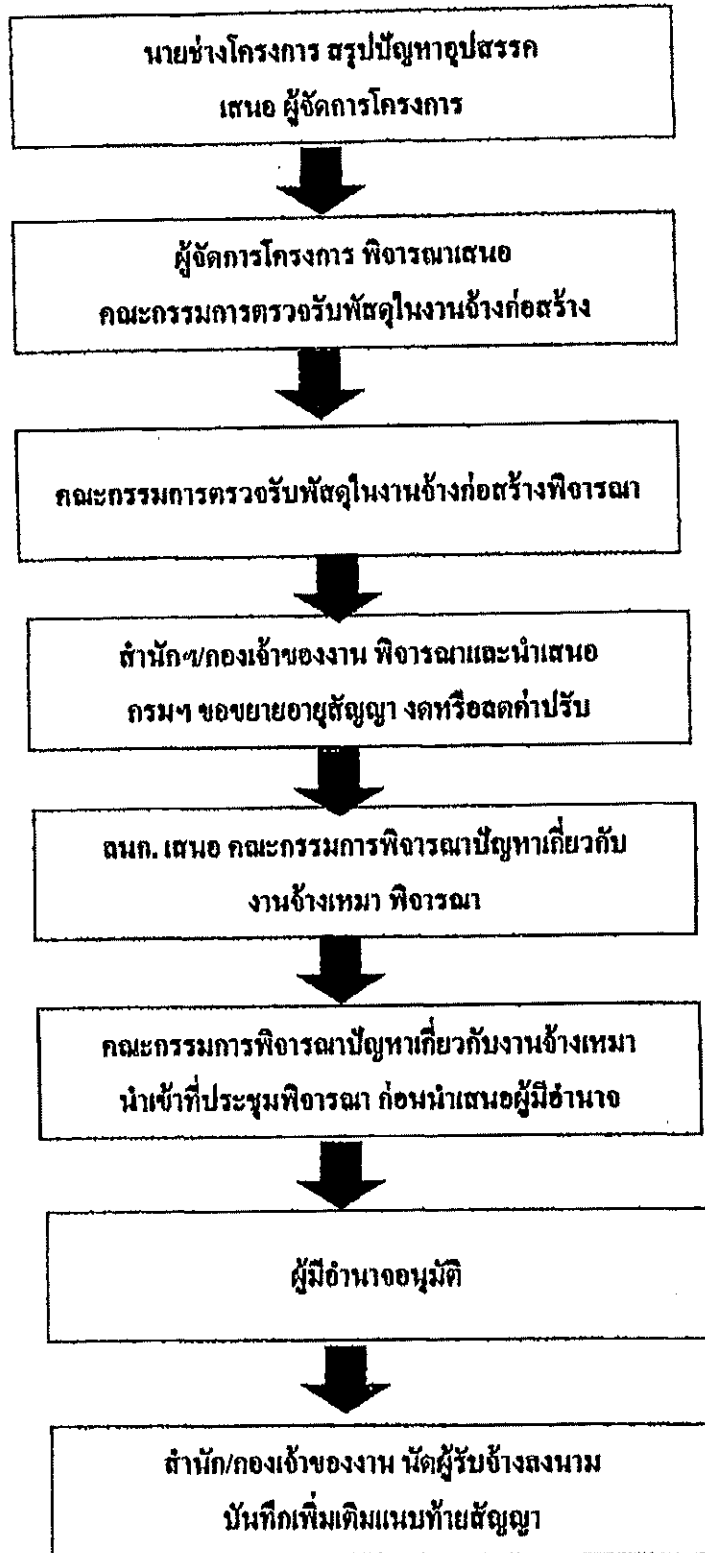 นายช่างโครงการ สรุปปัญหาอุปสรรค
เสนอ ผู้จัดการโครงการ
ผู้จัดการโครงการ พิจารณาเสนอ
คณะกรรมการตรวจรับพัสดุในงานจ้างก่อสร้าง
คณะกรรมการตรวจรับพัสดุในงานจ้างก่อสร้างพิจารณา
สำนักฯ/กองเจ้าของงาน พิจารณาและนำเสนอ
กรมฯ ขอขยายอายุสัญญา งดหรือลดค่าปรับ
ลนก. เสนอ คณะกรรมการพิจารณาปัญหาเกี่ยวกับ
งานจ้างเหมา พิจารณา
คณะกรรมการพิจารณาปัญหาเกี่ยวกับงานจ้างเหมา
นำเข้าที่ประชุมพิจารณา ก่อนนำเสนอผู้มีอำนาจ
ผู้มีอำนาจอนุมัติ
สำนัก/กองเจ้าของงาน นัดผู้รับจ้างลงนาม
บันทึกเพิ่มเติมแนบท้ายสัญญา